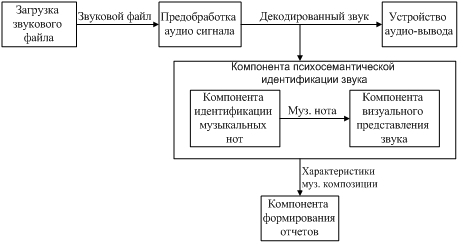 Загрузка
звукового
файла
Звуковой файл
Предобработка
аудио сигнала
Декодированный звук
Устройство
аудио-вывода
Компонента психосемантической
идентификации звука
Компонента
идентификации
музыкальных
нот
Муз. нота
Компонента
визуального
представления
звука
Характеристики
муз. композиции
Компонента
формирования
отчетов